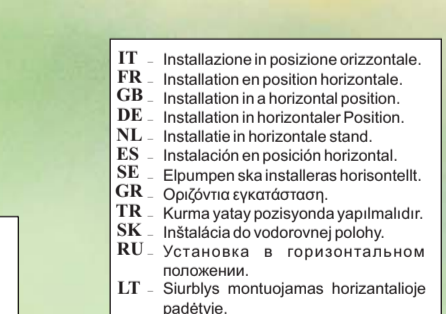 IT - Installazione in posizione orizzontale.
FR - Installation en position horizontale.
GB - Installation in a horizontal position.
DE - Installation in horizontaler Position.
NL - Installatie in horizontale stand.
ES - Instalación en posición horizontal.
SE - Elpumpen ska installeras horisontellt.
GR - Οριζόντια εγκατάσταση.
TR - Kurma yatay pozisyonda yapılmalıdır.
SK - Inštalácia do vodorovnej polohy.
RU - Установка в горизонтальном
положении.
LT - Siurblys montuojamas horizantalioje
padėtyje.